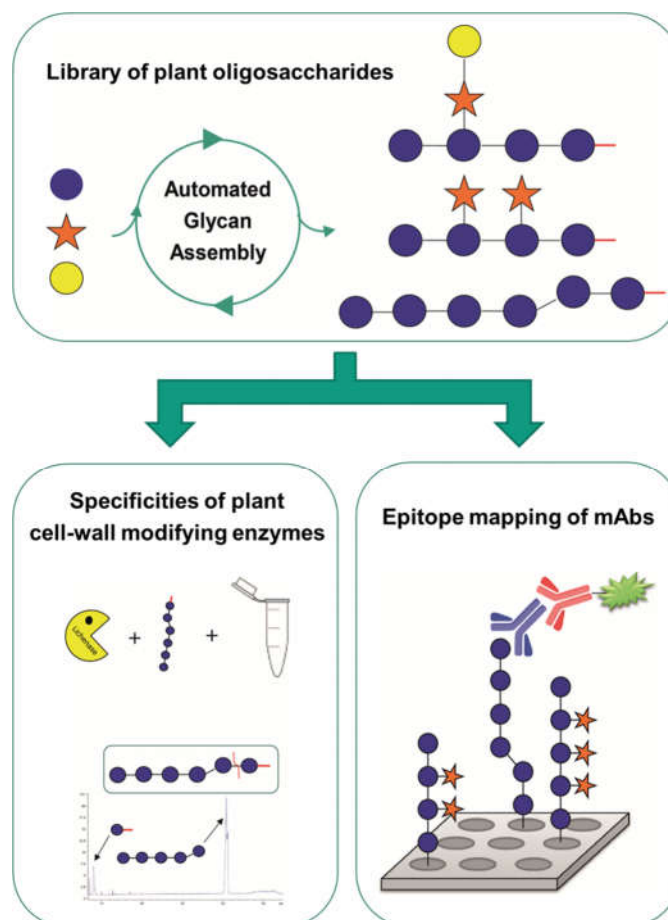 Library of plant oligosaccharides
Automated
Glycan
Assembly
Specificities of plant
cell-wall modifying enzymes
Lichenase
+
+
Epitope mapping of mAbs